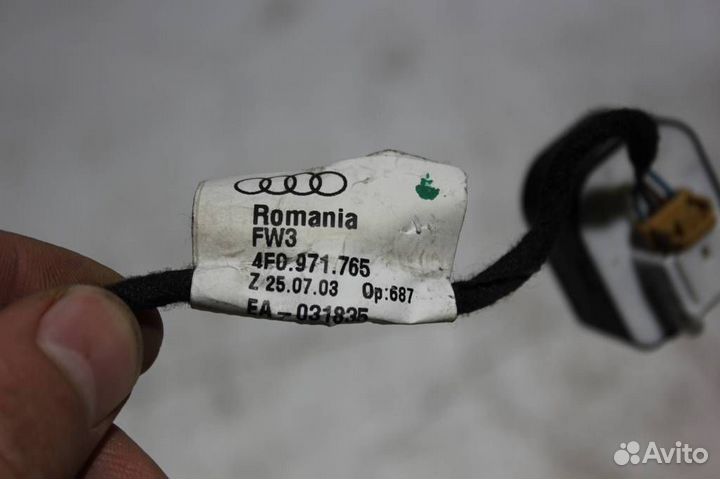 Romania
FW3
4F0.971.765
Z 25.07.03 Op:687
EA-031835
Avito